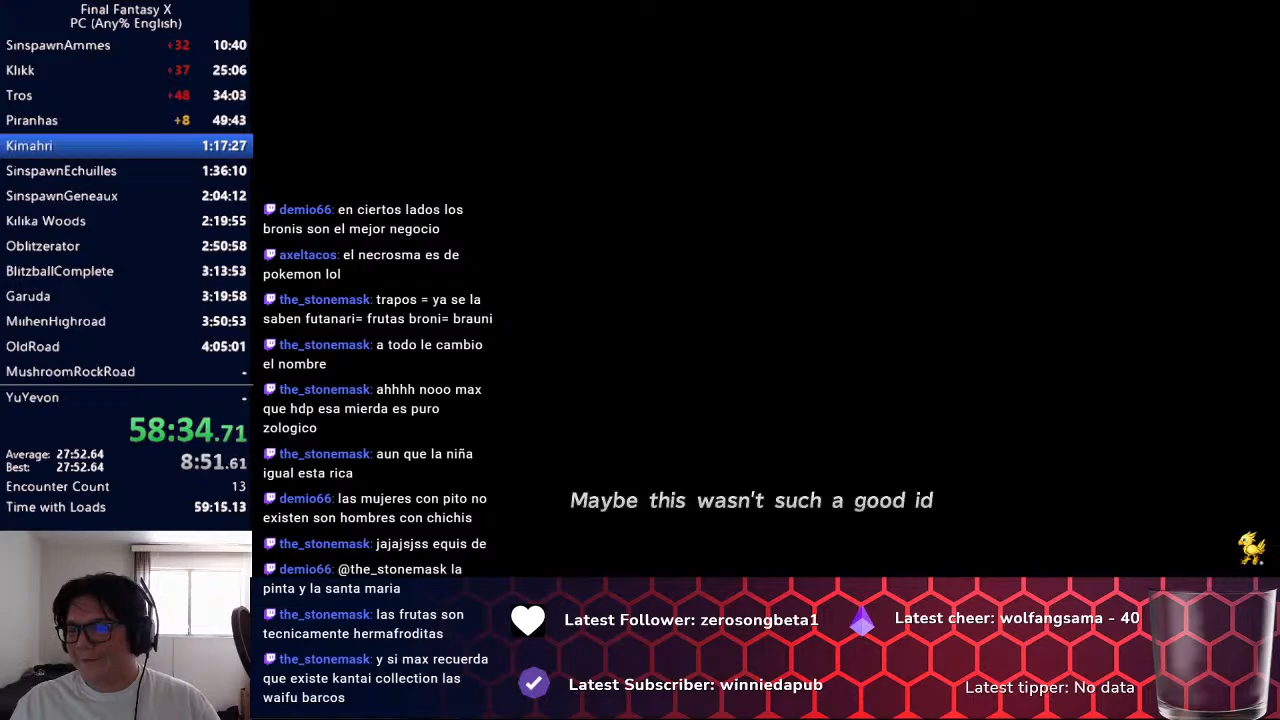 Final Fantasy X
PC (Any% English)
SinspawnAmmes +32 10:40
Klikk +37 25:06
Tros +48 34:03
Piranhas +8 49:43
Kimahri 1:17:27
SinspawnEchuilles 1:36:10
SinspawnGeneaux 2:04:12
Kilika Woods 2:19:55
Oblitzerator 2:50:58
BlitzballComplete 3:13:53
Garuda 3:19:58
MiihenHighroad 3:50:53
OldRoad 4:05:01
MushroomRockRoad -
YuYevon -
58:34.71
Average: 27:52.64
Best: 27:52.64
8:51.61
Encounter Count 13
Time with Loads 59:15.13
demio66: en ciertos lados los
bronis son el mejor negocio
axeltacos: el necrosma es de
pokemon lol
the_stonemask: trapos = ya se la
saben futanari= frutas broni= brauni
the_stonemask: a todo le cambio
el nombre
the_stonemask: ahhhh nooo max
que hdp esa mierda es puro
zologico
the_stonemask: aun que la niña
igual esta rica
demio66: las mujeres con pito no
existen son hombres con chichis
the_stonemask: jajajsjss equis de
demio66: @the_stonemask la
pinta y la santa maria
the_stonemask: las frutas son
tecnicamente hermafroditas
the_stonemask: y si max recuerda
que existe kantai collection las
waifu barcos
Maybe this wasn't such a good id
Latest Follower: zerosongbeta1
Latest cheer: wolfangsama - 40
Latest Subscriber: winniedapub
Latest tipper: No data